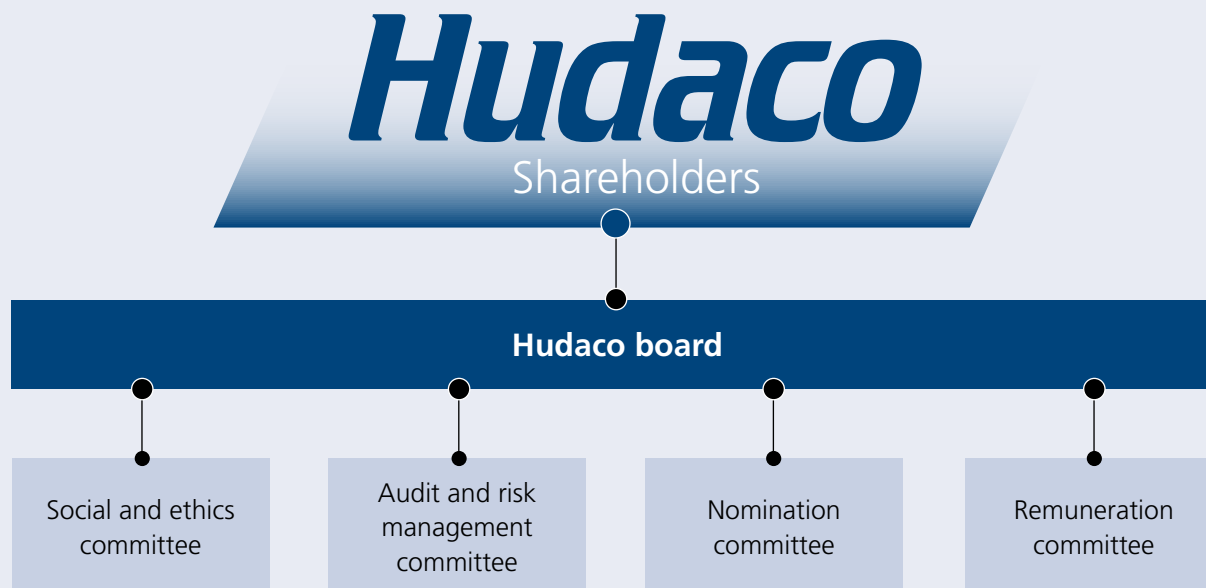 Hudaco
Shareholders
Hudaco board
Social and ethics
committee
Audit and risk
management
committee
Nomination
committee
Remuneration
committee